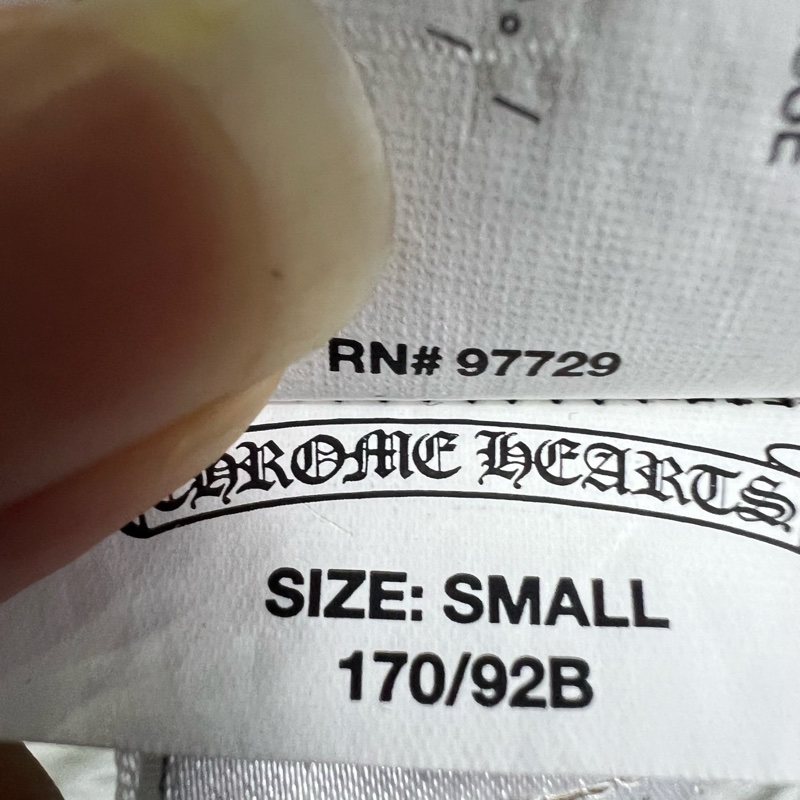 RN# 97729
CHROME HEARTS
SIZE: SMALL
170/92B